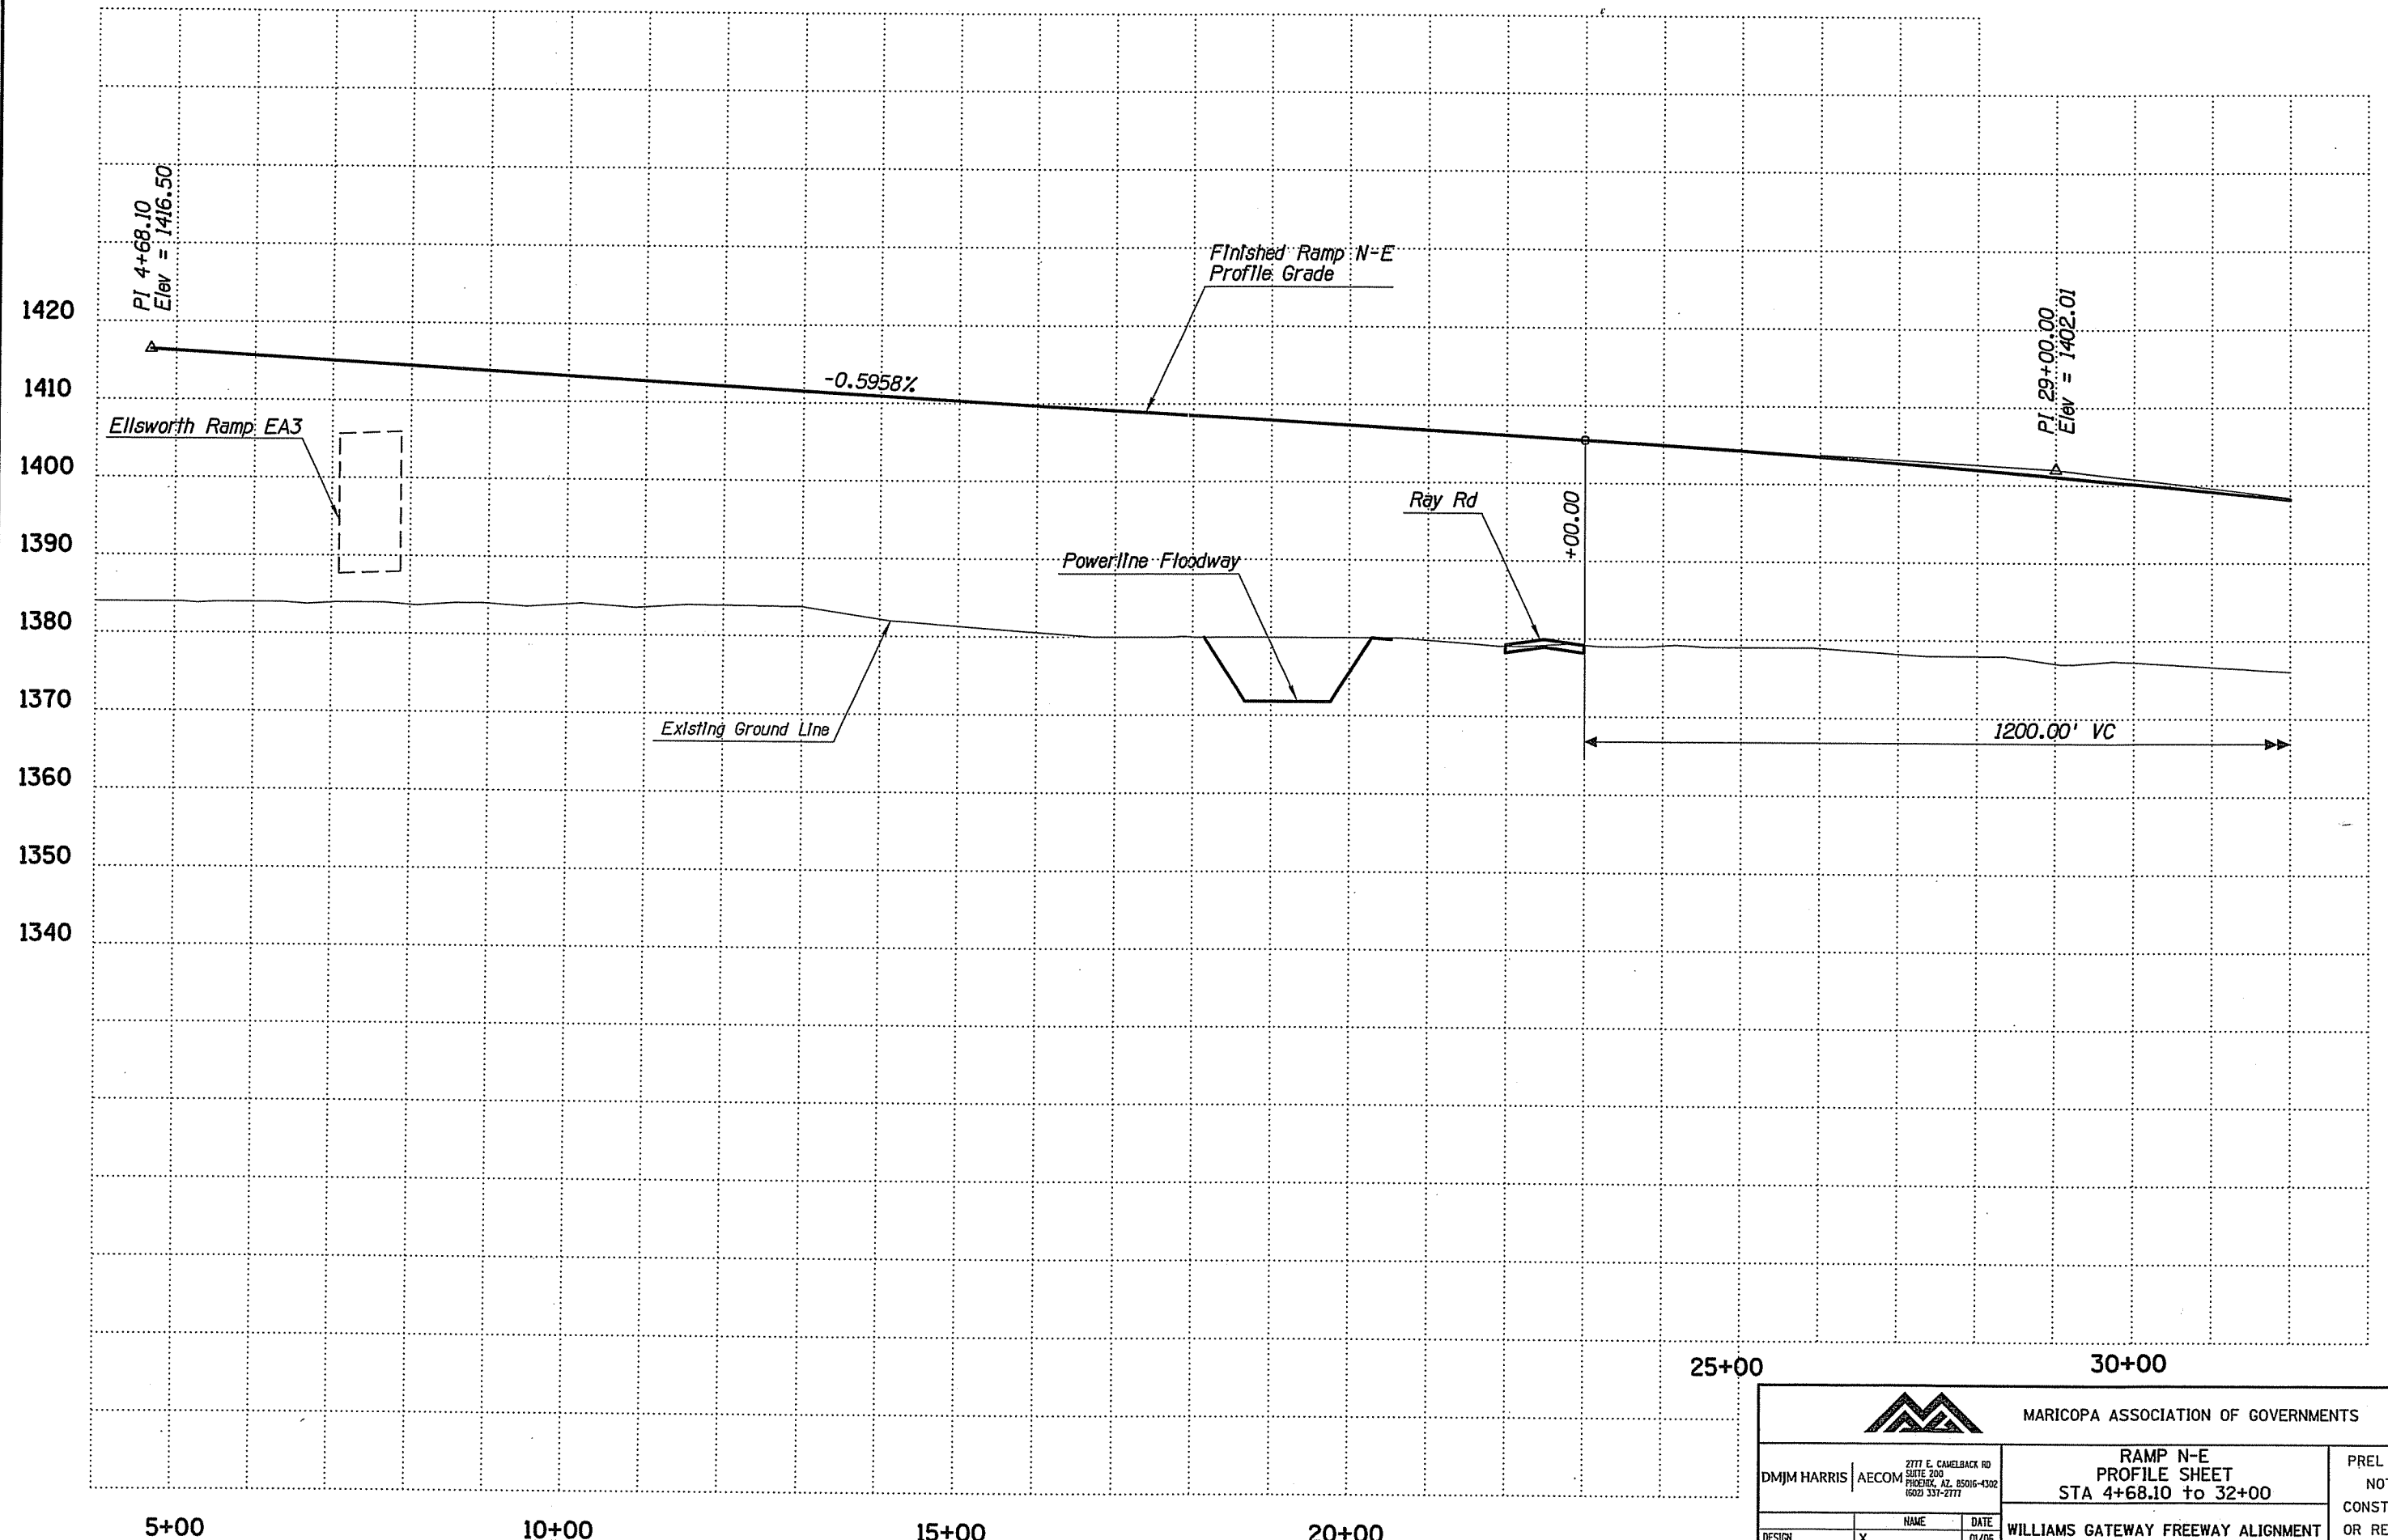 PI 4+68.10
Elev = 1416.50
Finished Ramp N-E
Profile Grade
PI 29+00.00
Elev = 1402.01
1420
1410
1400
1390
1380
1370
1360
1350
1340
-0.5958%
Ellsworth Ramp EA3
Ray Rd
+00.00
Powerline Floodway
Existing Ground Line
1200.00' VC
25+00
30+00
5+00
10+00
15+00
20+00
MARICOPA ASSOCIATION OF GOVERNMENTS
DMJM HARRIS
AECOM
2777 E. CAMELBACK RD
SUITE 200
PHOENIX, AZ. 85016-4302
(602) 337-2777
RAMP N-E
PROFILE SHEET
STA 4+68.10 to 32+00
PREL
NOT
CONST
OR RE
NAME
DATE
DESIGN
X
WILLIAMS GATEWAY FREEWAY ALIGNMENT